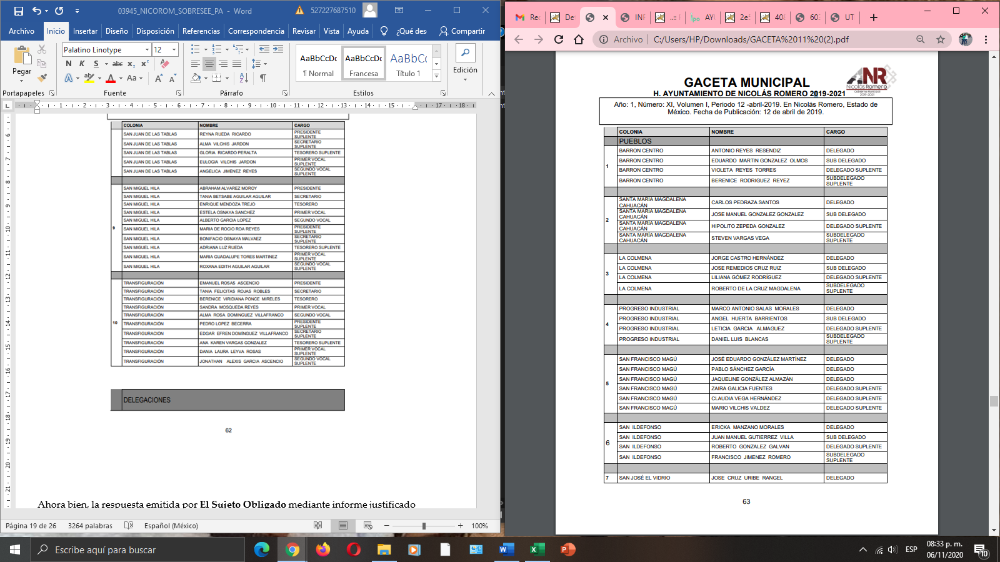 03945_NICOROM_SOBRESEE_PA - Word
527227687510
Archivo Inicio Insertar Diseño Disposición Referencias Correspondencia Revisar Vista Ayuda ¿Qué des Compartir
Pegar
Palatino Linotype 12
N K S abc x₂ x²
A A Aa A A
AaBbCcDc AaBbCcDc AaBbCcC
¶ Normal Francesa Título 1
Edición
Portapapeles Fuente Párrafo Estilos
1 2 3 4 5 6 7 8 9 10 11 12 13 14 15 17 18
COLONIA NOMBRE CARGO
SAN JUAN DE LAS TABLAS REYNA RUEDA RICARDO PRESIDENTE SUPLENTE
SAN JUAN DE LAS TABLAS ALMA VILCHIS JARDON SECRETARIO SUPLENTE
SAN JUAN DE LAS TABLAS GLORIA RICARDO PERALTA TESORERO SUPLENTE
SAN JUAN DE LAS TABLAS EULOGIA VILCHIS JARDON PRIMER VOCAL SUPLENTE
SAN JUAN DE LAS TABLAS ANGELICA JIMENEZ REYES SEGUNDO VOCAL SUPLENTE
9
SAN MIGUEL HILA ABRAHAM ALVAREZ MOROY PRESIDENTE
SAN MIGUEL HILA TANIA BETSABE AGUILAR AGUILAR SECRETARIO
SAN MIGUEL HILA ENRIQUE MENDOZA TREJO TESORERO
SAN MIGUEL HILA ESTELA OSNAYA SANCHEZ PRIMER VOCAL
SAN MIGUEL HILA ALBERTO GARCIA LOPEZ SEGUNDO VOCAL
SAN MIGUEL HILA MARIA DE ROCIO ROA REYES PRESIDENTE SUPLENTE
SAN MIGUEL HILA BONIFACIO OSNAYA MALVAEZ SECRETARIO SUPLENTE
SAN MIGUEL HILA ADRIANA LUZ RUEDA TESORERO SUPLENTE
SAN MIGUEL HILA MARIA GUADALUPE TORES MARTINEZ PRIMER VOCAL SUPLENTE
SAN MIGUEL HILA ROXANA EDITH AGUILAR AGUILAR SEGUNDO VOCAL SUPLENTE
10
TRANSFIGURACIÓN EMANUEL ROSAS ASCENCIO PRESIDENTE
TRANSFIGURACIÓN TANIA FELICITAS ROJAS ROBLES SECRETARIO
TRANSFIGURACIÓN BERENICE VIRIDIANA PONCE MIRELES TESORERO
TRANSFIGURACIÓN SANDRA MOSQUEDA REYES PRIMER VOCAL
TRANSFIGURACIÓN ALMA ROSA DOMINGUEZ VILLAFRANCO SEGUNDO VOCAL
TRANSFIGURACIÓN PEDRO LOPEZ BECERRA PRESIDENTE SUPLENTE
TRANSFIGURACIÓN EDGAR EFREN DOMÍNGUEZ VILLAFRANCO SECRETARIO SUPLENTE
TRANSFIGURACIÓN ANA KAREN VARGAS GONZALEZ TESORERO SUPLENTE
TRANSFIGURACIÓN DANIA LAURA LEYVA ROSAS PRIMER VOCAL SUPLENTE
TRANSFIGURACIÓN JONATHAN ALEXIS GARCIA ASCENCIO SEGUNDO VOCAL SUPLENTE
DELEGACIONES
62
Ahora bien, la respuesta emitida por El Sujeto Obligado mediante informe justificado
Página 19 de 26 3264 palabras Español (México) 100%
Rec De INF AYU 2e 408 603 UT
Archivo C:/Users/HP/Downloads/GACETA%2011%20(2).pdf
GACETA MUNICIPAL
H. AYUNTAMIENTO DE NICOLÁS ROMERO 2019-2021
NR
Nicolás Romero
Gobierno Municipal
2019-2021
Año: 1, Número: XI, Volumen I, Periodo 12 -abril-2019. En Nicolás Romero, Estado de
México. Fecha de Publicación: 12 de abril de 2019.
COLONIA NOMBRE CARGO
PUEBLOS
1
BARRON CENTRO ANTONIO REYES RESENDIZ DELEGADO
BARRON CENTRO EDUARDO MARTIN GONZALEZ OLMOS SUB DELEGADO
BARRON CENTRO VIOLETA REYES TORRES DELEGADO SUPLENTE
BARRON CENTRO BERENICE RODRIGUEZ REYEZ SUBDELEGADO SUPLENTE
2
SANTA MARÍA MAGDALENA CAHUACÁN CARLOS PEDRAZA SANTOS DELEGADO
SANTA MARÍA MAGDALENA CAHUACÁN JOSE MANUEL GONZALEZ GONZALEZ SUB DELEGADO
SANTA MARÍA MAGDALENA CAHUACÁN HIPOLITO ZEPEDA GONZALEZ DELEGADO SUPLENTE
SANTA MARÍA MAGDALENA CAHUACÁN STEVEN VARGAS VEGA SUBDELEGADO SUPLENTE
3
LA COLMENA JORGE CASTRO HERNÁNDEZ DELEGADO
LA COLMENA JOSE REMEDIOS CRUZ RUIZ SUB DELEGADO
LA COLMENA LILIANA GÓMEZ RODRÍGUEZ DELEGADO SUPLENTE
LA COLMENA ROBERTO DE LA CRUZ MAGDALENA SUBDELEGADO SUPLENTE
4
PROGRESO INDUSTRIAL MARCO ANTONIO SALAS MORALES DELEGADO
PROGRESO INDUSTRIAL ANGEL HUERTA BARRIENTOS SUB DELEGADO
PROGRESO INDUSTRIAL LETICIA GARCIA ALMAGUEZ DELEGADO SUPLENTE
PROGRESO INDUSTRIAL DANIEL LUIS BLANCAS SUBDELEGADO SUPLENTE
5
SAN FRANCISCO MAGÚ JOSÉ EDUARDO GONZÁLEZ MARTÍNEZ DELEGADO
SAN FRANCISCO MAGÚ PABLO SÁNCHEZ GARCÍA DELEGADO
SAN FRANCISCO MAGÚ JAQUELINE GONZÁLEZ ALMAZÁN DELEGADO
SAN FRANCISCO MAGÚ ZAIRA GALICIA FUENTES DELEGADO SUPLENTE
SAN FRANCISCO MAGÚ CLAUDIA VEGA HERNÁNDEZ DELEGADO SUPLENTE
SAN FRANCISCO MAGÚ MARIO VILCHIS VALDEZ DELEGADO SUPLENTE
6
SAN ILDEFONSO ERICKA MANZANO MORALES DELEGADO
SAN ILDEFONSO JUAN MANUEL GUTIERREZ VILLA SUB DELEGADO
SAN ILDEFONSO ROBERTO GONZALEZ GALVAN DELEGADO SUPLENTE
SAN ILDEFONSO FRANCISCO JIMENEZ ROMERO SUBDELEGADO SUPLENTE
7 SAN JOSÉ EL VIDRIO JOSE CRUZ URIBE RANGEL DELEGADO
63
Escribe aquí para buscar
ESP
08:33 p. m.
06/11/2020
10